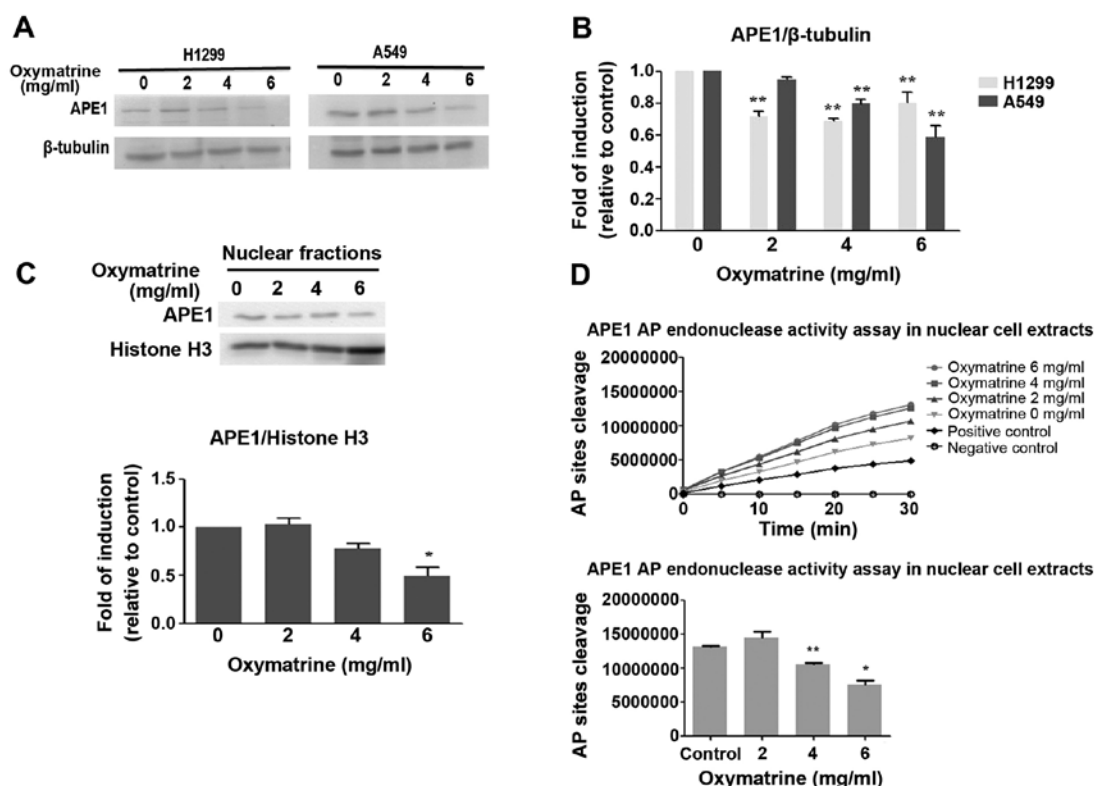 A
H1299
A549
Oxymatrine
(mg/ml)
0 2 4 6
0 2 4 6
APE1
β-tubulin
B
APE1/β-tubulin
Fold of induction
(relative to control)
1.0
0.8
0.6
0.4
0.2
0.0
**
**
**
**
**
H1299
A549
0 2 4 6
Oxymatrine (mg/ml)
C
Nuclear fractions
Oxymatrine
(mg/ml)
0 2 4 6
APE1
Histone H3
APE1/Histone H3
Fold of induction
(relative to control)
1.5
1.0
0.5
0.0
*
0 2 4 6
Oxymatrine (mg/ml)
D
APE1 AP endonuclease activity assay in nuclear cell extracts
AP sites cleavage
20000000
15000000
10000000
5000000
0
Oxymatrine 6 mg/ml
Oxymatrine 4 mg/ml
Oxymatrine 2 mg/ml
Oxymatrine 0 mg/ml
Positive control
Negative control
0 10 20 30
Time (min)
APE1 AP endonuclease activity assay in nuclear cell extracts
AP sites cleavage
20000000
15000000
10000000
5000000
0
**
*
Control 2 4 6
Oxymatrine (mg/ml)